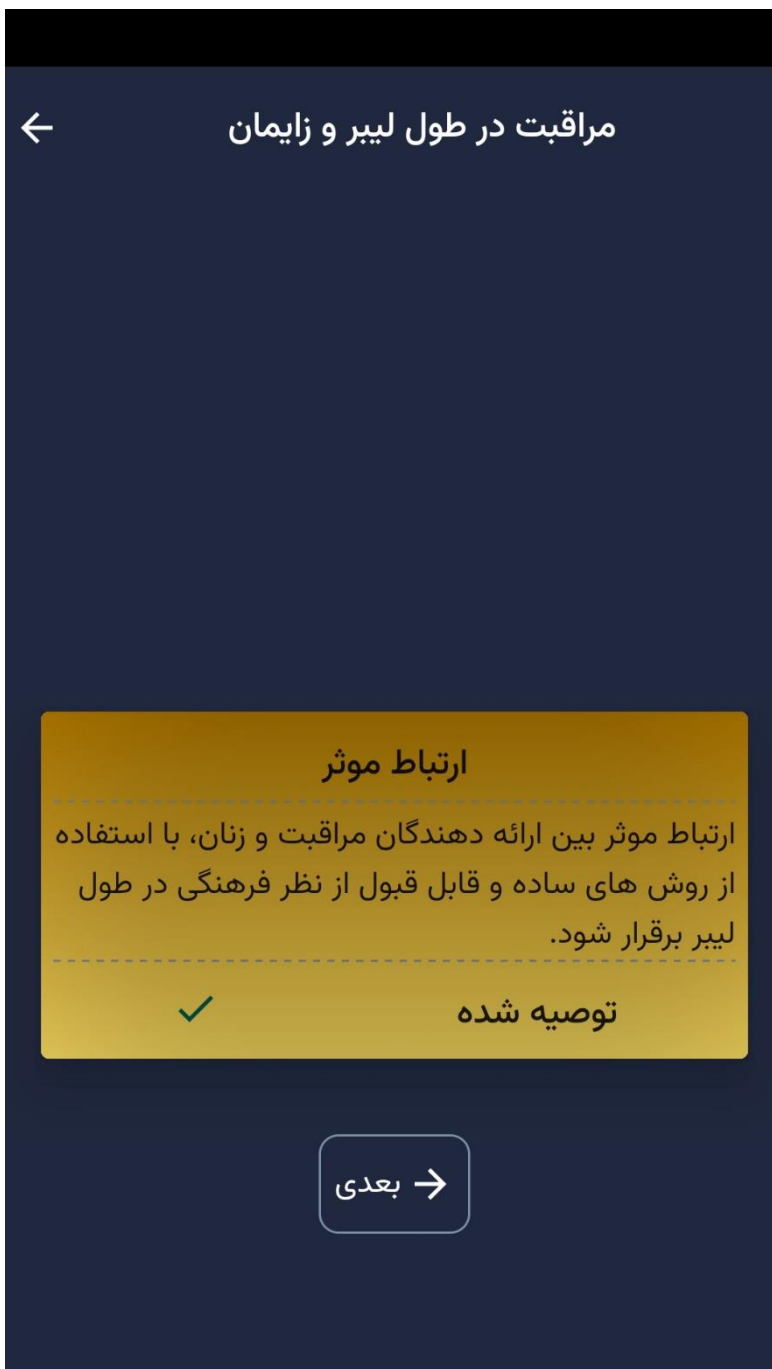 مراقبت در طول لیبر و زایمان
ارتباط موثر
ارتباط موثر بین ارائه دهندگان مراقبت و زنان، با استفاده
از روش های ساده و قابل قبول از نظر فرهنگی در طول
لیبر برقرار شود.
توصیه شده
بعدی